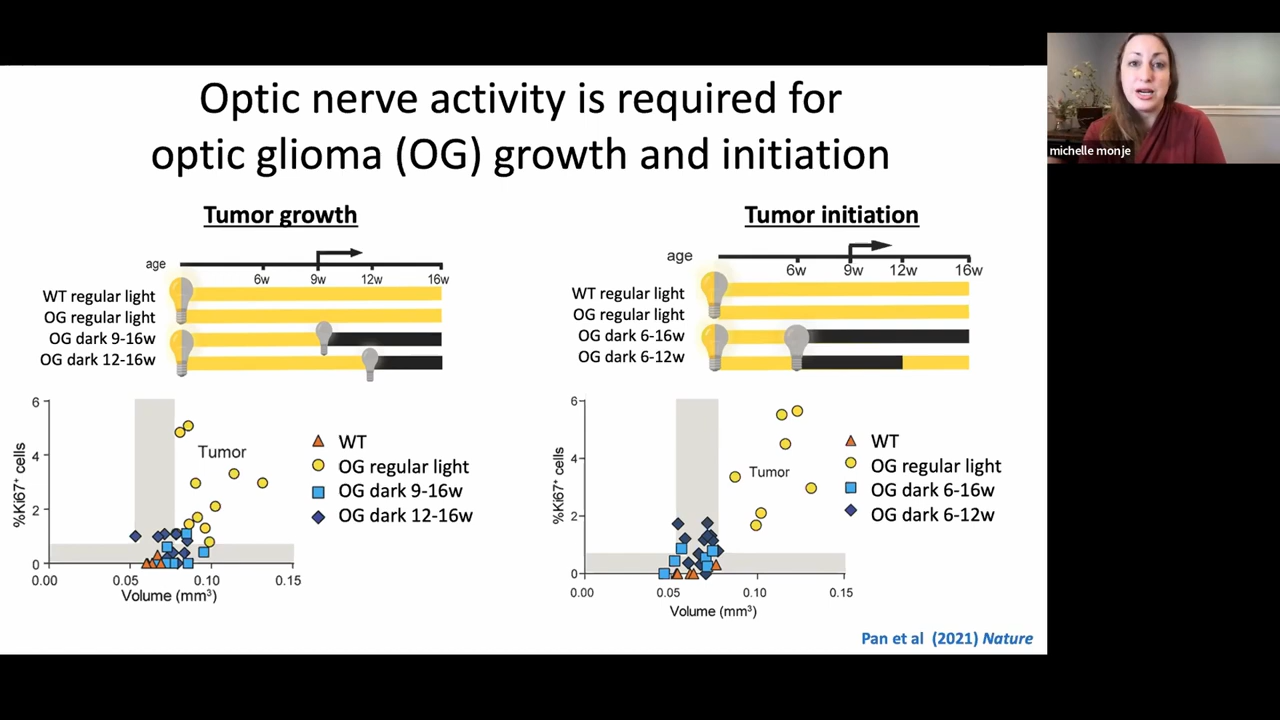 Optic nerve activity is required for
optic glioma (OG) growth and initiation
michelle monje
Tumor growth
age
6w 9w 12w 16w
WT regular light
OG regular light
OG dark 9-16w
OG dark 12-16w
6
4
2
0
%Ki67+ cells
Tumor
0.00 0.05 0.10 0.15
Volume (mm³)
WT
OG regular light
OG dark 9-16w
OG dark 12-16w
Tumor initiation
age
6w 9w 12w 16w
WT regular light
OG regular light
OG dark 6-16w
OG dark 6-12w
6
4
2
0
%Ki67+ cells
Tumor
0.00 0.05 0.10 0.15
Volume (mm³)
WT
OG regular light
OG dark 6-16w
OG dark 6-12w
Pan et al (2021) Nature